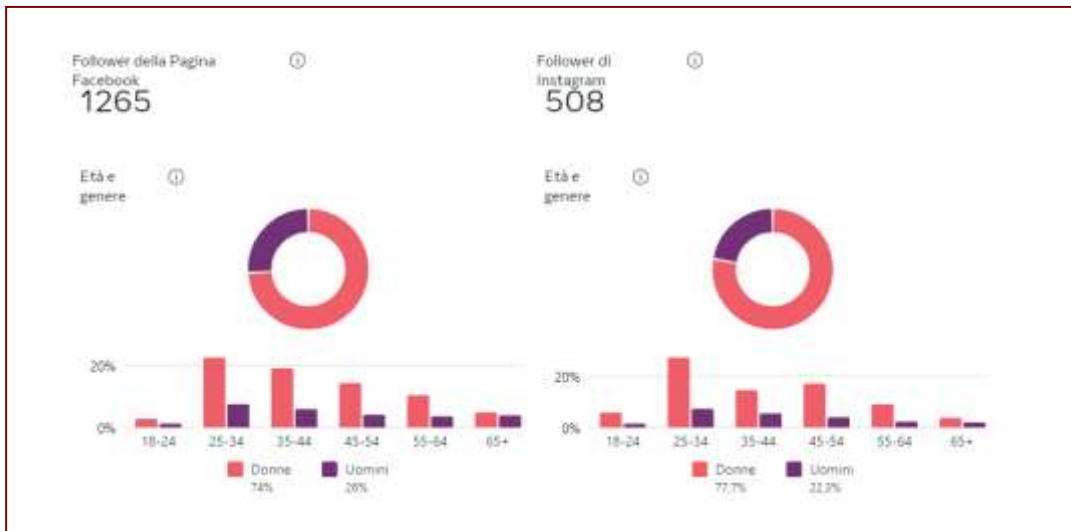 Follower della Pagina
Facebook
1265
Età e
genere
20%
0%
18-24 25-34 35-44 45-54 55-64 65+
Donne Uomini
74% 26%
Follower di
Instagram
508
Età e
genere
20%
0%
18-24 25-34 35-44 45-54 55-64 65+
Donne Uomini
77,7% 22,3%